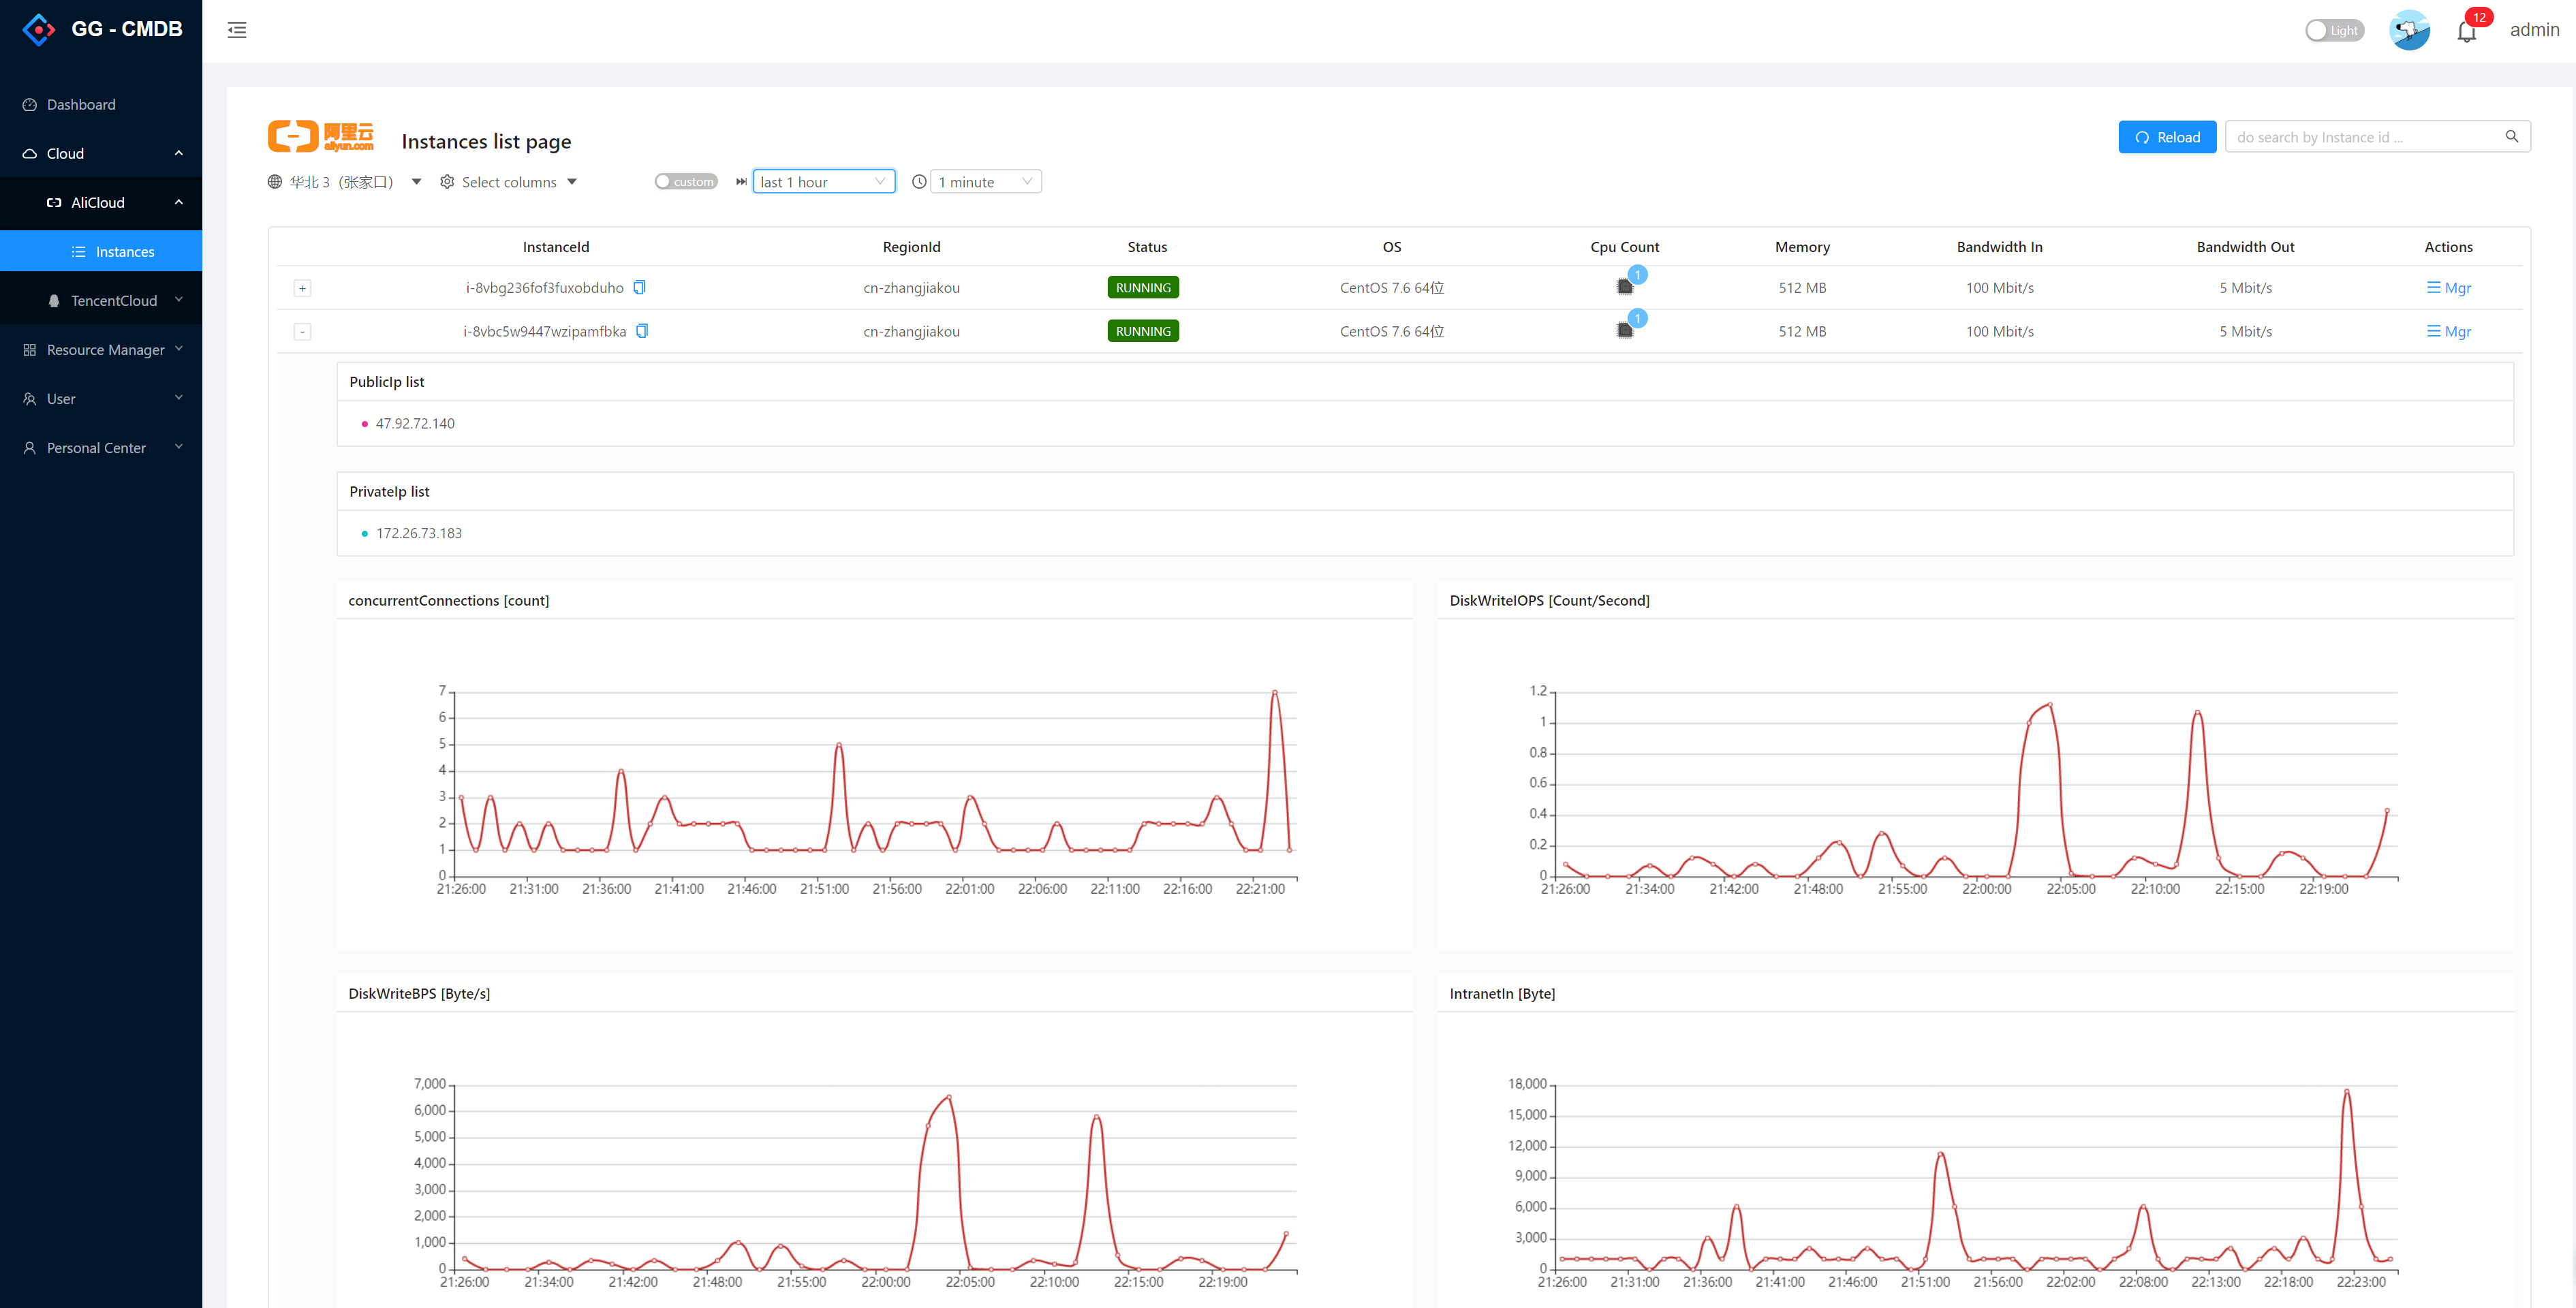 GG - CMDB
Light
12
admin
Dashboard
Cloud
AliCloud
Instances
TencentCloud
Resource Manager
User
Personal Center
阿里云
aliyun.com
Instances list page
Reload
do search by Instance id ...
华北 3（张家口）
Select columns
custom
last 1 hour
1 minute
InstanceId RegionId Status OS Cpu Count Memory Bandwidth In Bandwidth Out Actions
+ i-8vbg236fof3fuxobduho cn-zhangjiakou RUNNING CentOS 7.6 64位 1 512 MB 100 Mbit/s 5 Mbit/s Mgr
- i-8vbc5w9447wzipamfbka cn-zhangjiakou RUNNING CentOS 7.6 64位 1 512 MB 100 Mbit/s 5 Mbit/s Mgr
PublicIp list
47.92.72.140
PrivateIp list
172.26.73.183
concurrentConnections [count]
7
6
5
4
3
2
1
0
21:26:00 21:31:00 21:36:00 21:41:00 21:46:00 21:51:00 21:56:00 22:01:00 22:06:00 22:11:00 22:16:00 22:21:00
DiskWriteIOPS [Count/Second]
1.2
1
0.8
0.6
0.4
0.2
0
21:26:00 21:34:00 21:42:00 21:48:00 21:55:00 22:00:00 22:05:00 22:10:00 22:15:00 22:19:00
DiskWriteBPS [Byte/s]
7,000
6,000
5,000
4,000
3,000
2,000
1,000
0
21:26:00 21:34:00 21:42:00 21:48:00 21:55:00 22:00:00 22:05:00 22:10:00 22:15:00 22:19:00
IntranetIn [Byte]
18,000
15,000
12,000
9,000
6,000
3,000
0
21:26:00 21:31:00 21:36:00 21:41:00 21:46:00 21:51:00 21:56:00 22:02:00 22:08:00 22:13:00 22:18:00 22:23:00